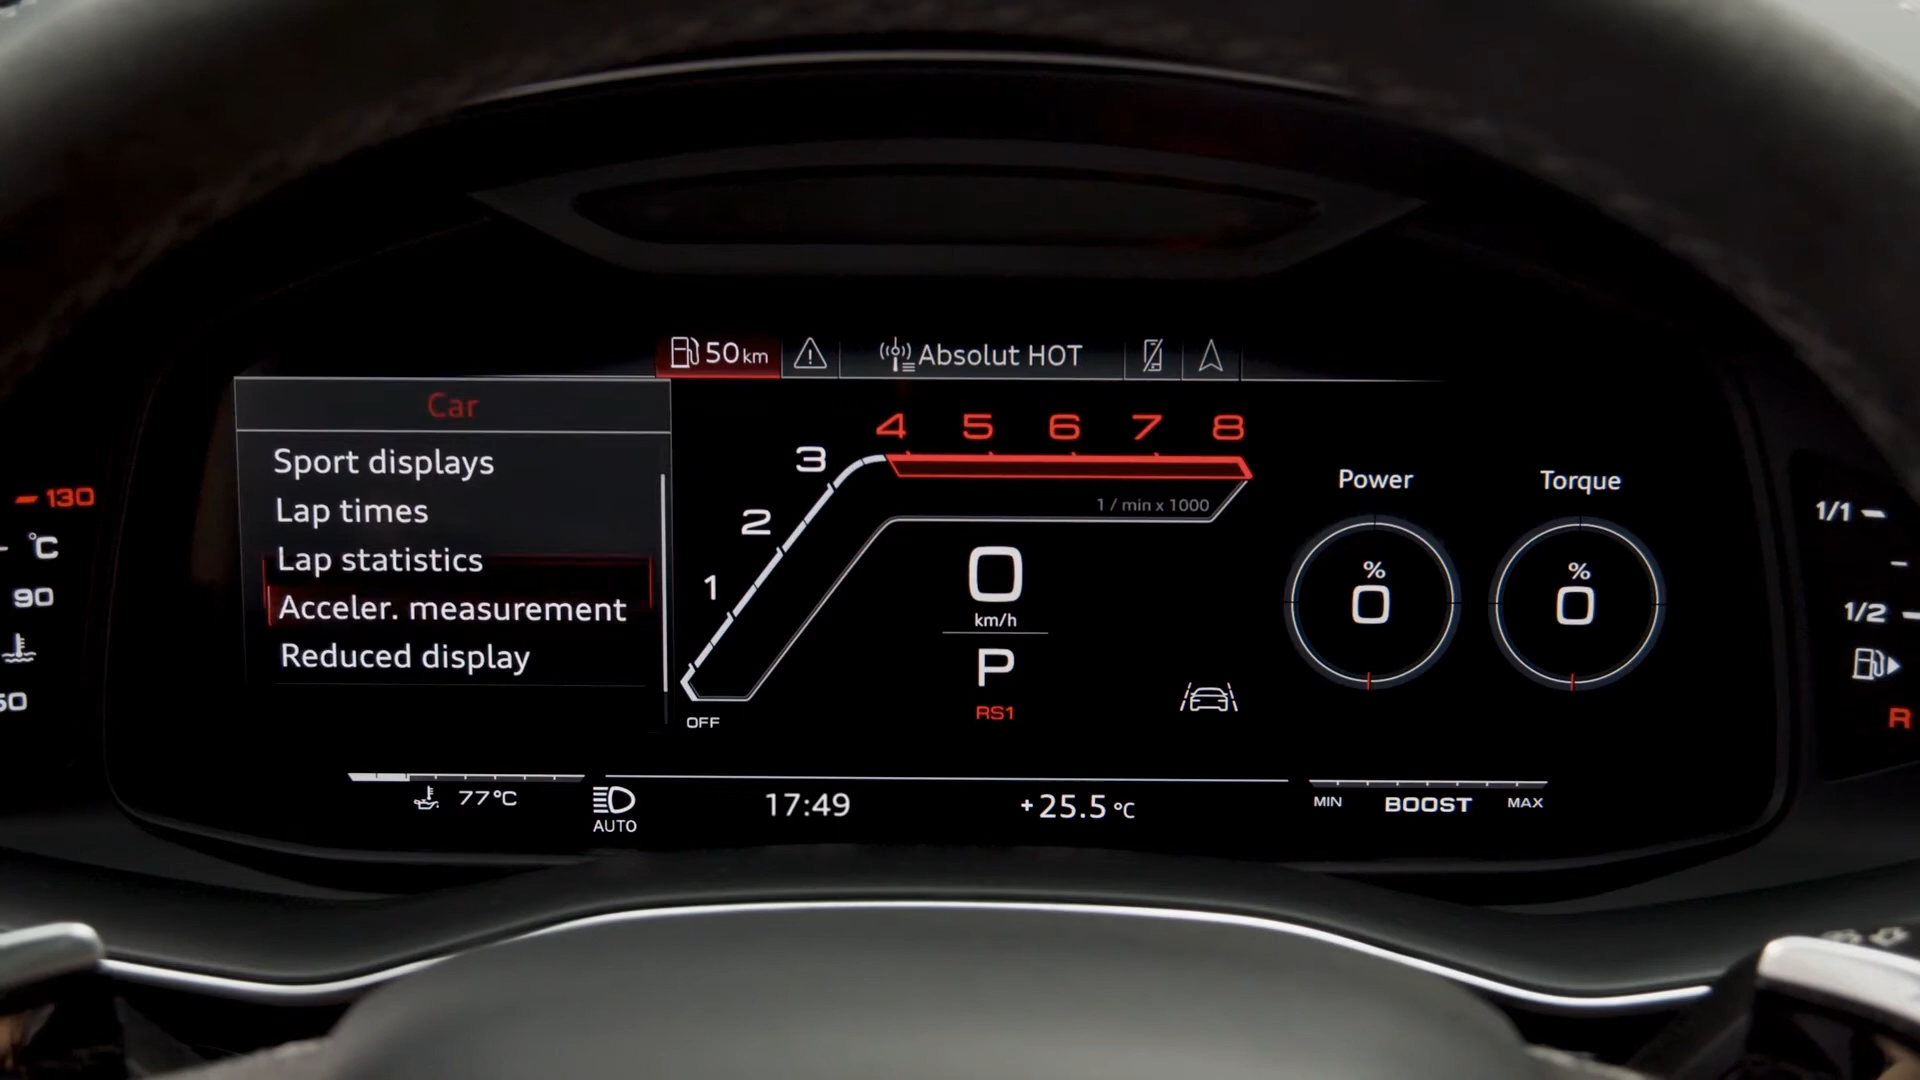 50 km
Absolut HOT
Car
Sport displays
Lap times
Lap statistics
Acceler. measurement
Reduced display
130
°C
90
1
2
3
4
5
6
7
8
1 / min x 1000
0
km/h
P
RS1
OFF
Power
%
0
Torque
%
0
1/1
1/2
R
77°C
AUTO
17:49
+25.5 °C
MIN
BOOST
MAX